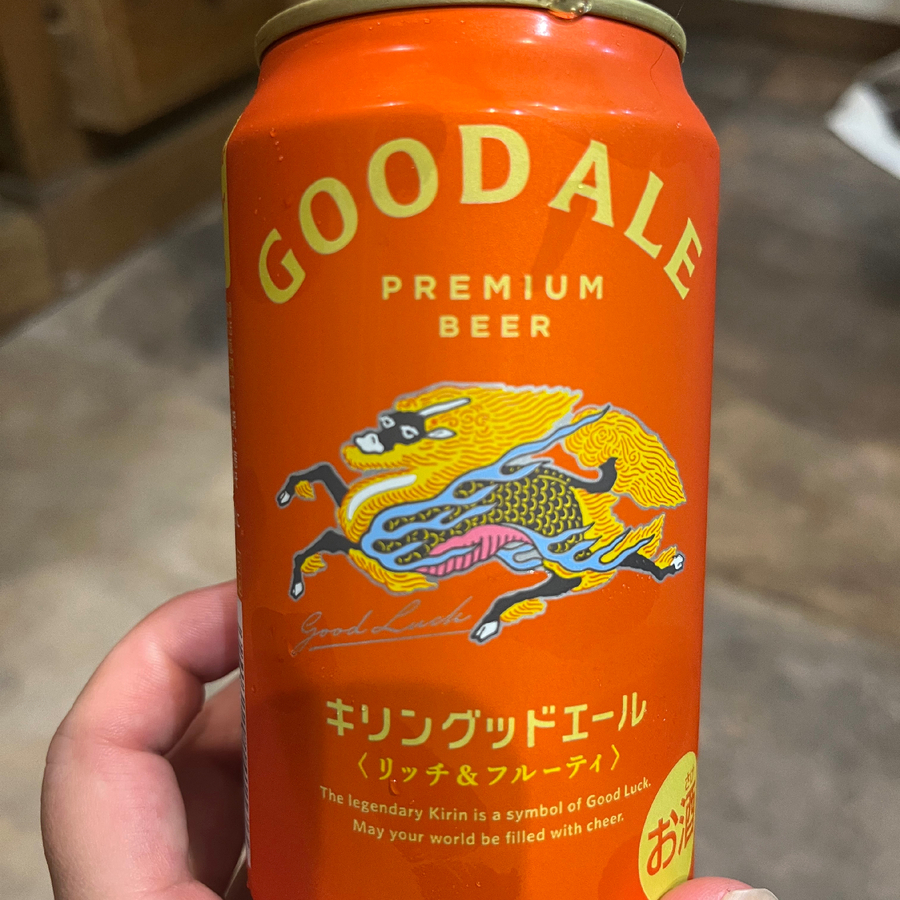 GOOD ALE
PREMIUM
BEER
Good Luck
キリングッドエール
〈リッチ&フルーティ〉
The legendary Kirin is a symbol of Good Luck.
May your world be filled with cheer.
お酒